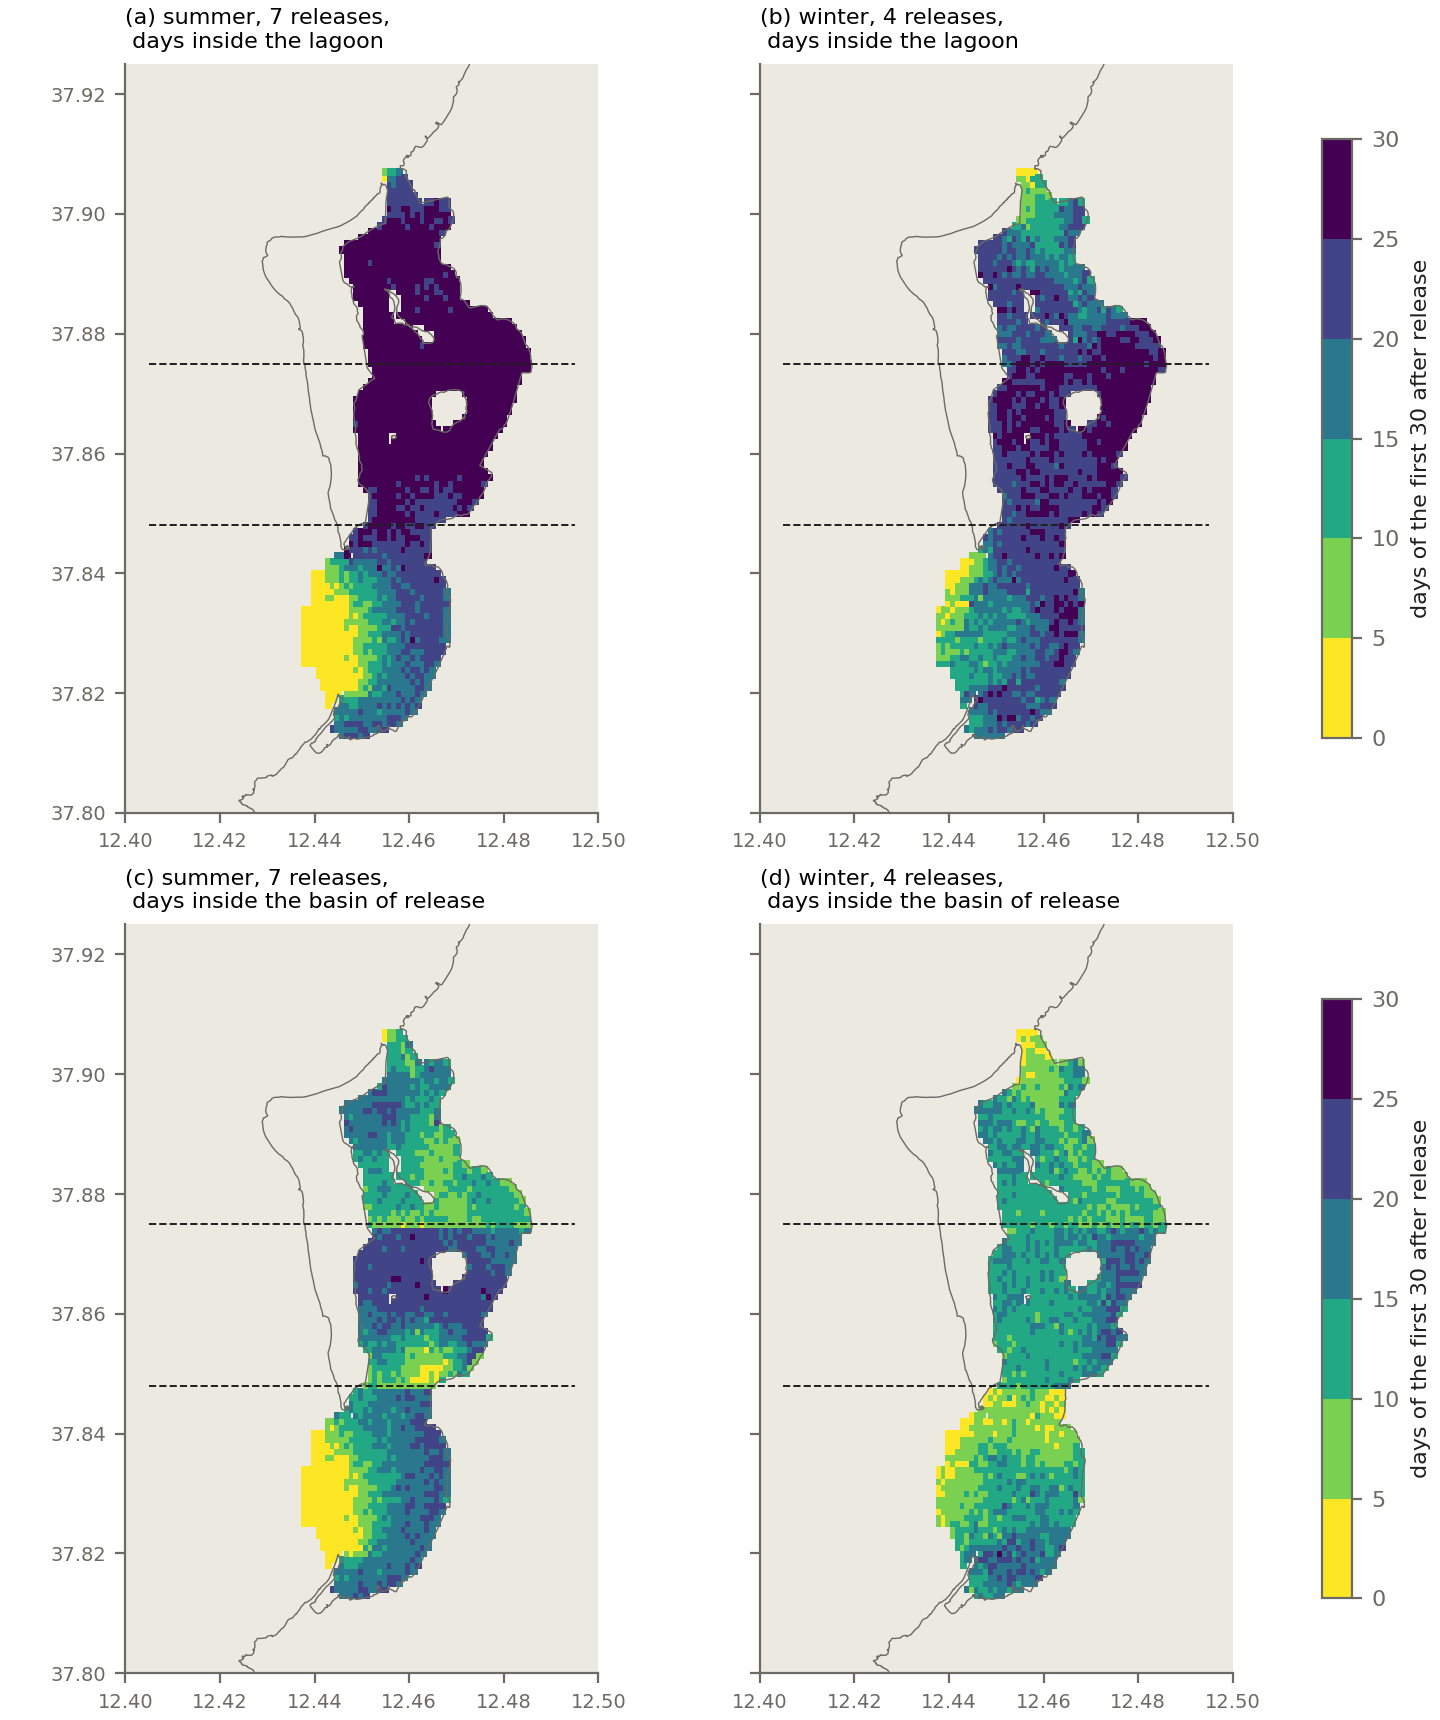 (a) summer, 7 releases,
days inside the lagoon
(b) winter, 4 releases,
days inside the lagoon
37.92
37.90
37.88
37.86
37.84
37.82
37.80
12.40 12.42 12.44 12.46 12.48 12.50
12.40 12.42 12.44 12.46 12.48 12.50
30
25
20
15
10
5
0
days of the first 30 after release
(c) summer, 7 releases,
days inside the basin of release
(d) winter, 4 releases,
days inside the basin of release
37.92
37.90
37.88
37.86
37.84
37.82
37.80
12.40 12.42 12.44 12.46 12.48 12.50
12.40 12.42 12.44 12.46 12.48 12.50
30
25
20
15
10
5
0
days of the first 30 after release